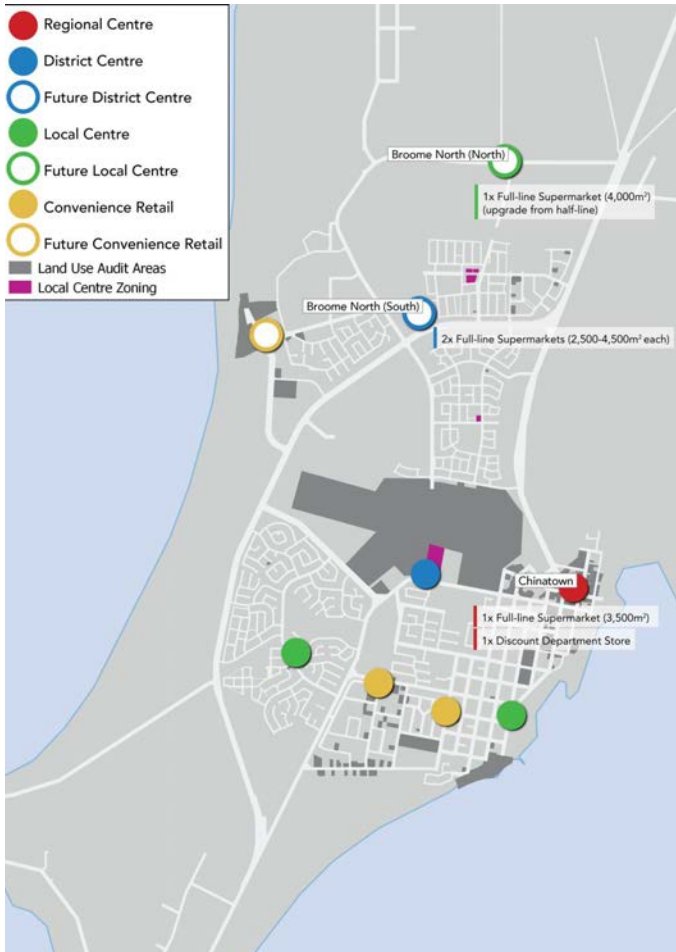 Regional Centre
District Centre
Future District Centre
Local Centre
Future Local Centre
Convenience Retail
Future Convenience Retail
Land Use Audit Areas
Local Centre Zoning
Broome North (North)
1x Full-line Supermarket (4,000m²)
(upgrade from half-line)
Broome North (South)
2x Full-line Supermarkets (2,500-4,500m² each)
Chinatown
1x Full-line Supermarket (3,500m²)
1x Discount Department Store